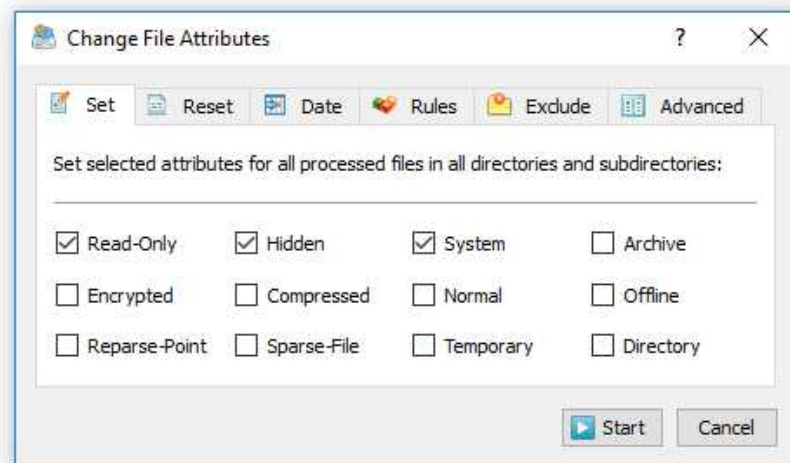 Change File Attributes ?
Set Reset Date Rules Exclude Advanced
Set selected attributes for all processed files in all directories and subdirectories:
Read-Only Hidden System Archive
Encrypted Compressed Normal Offline
Reparse-Point Sparse-File Temporary Directory
Start Cancel